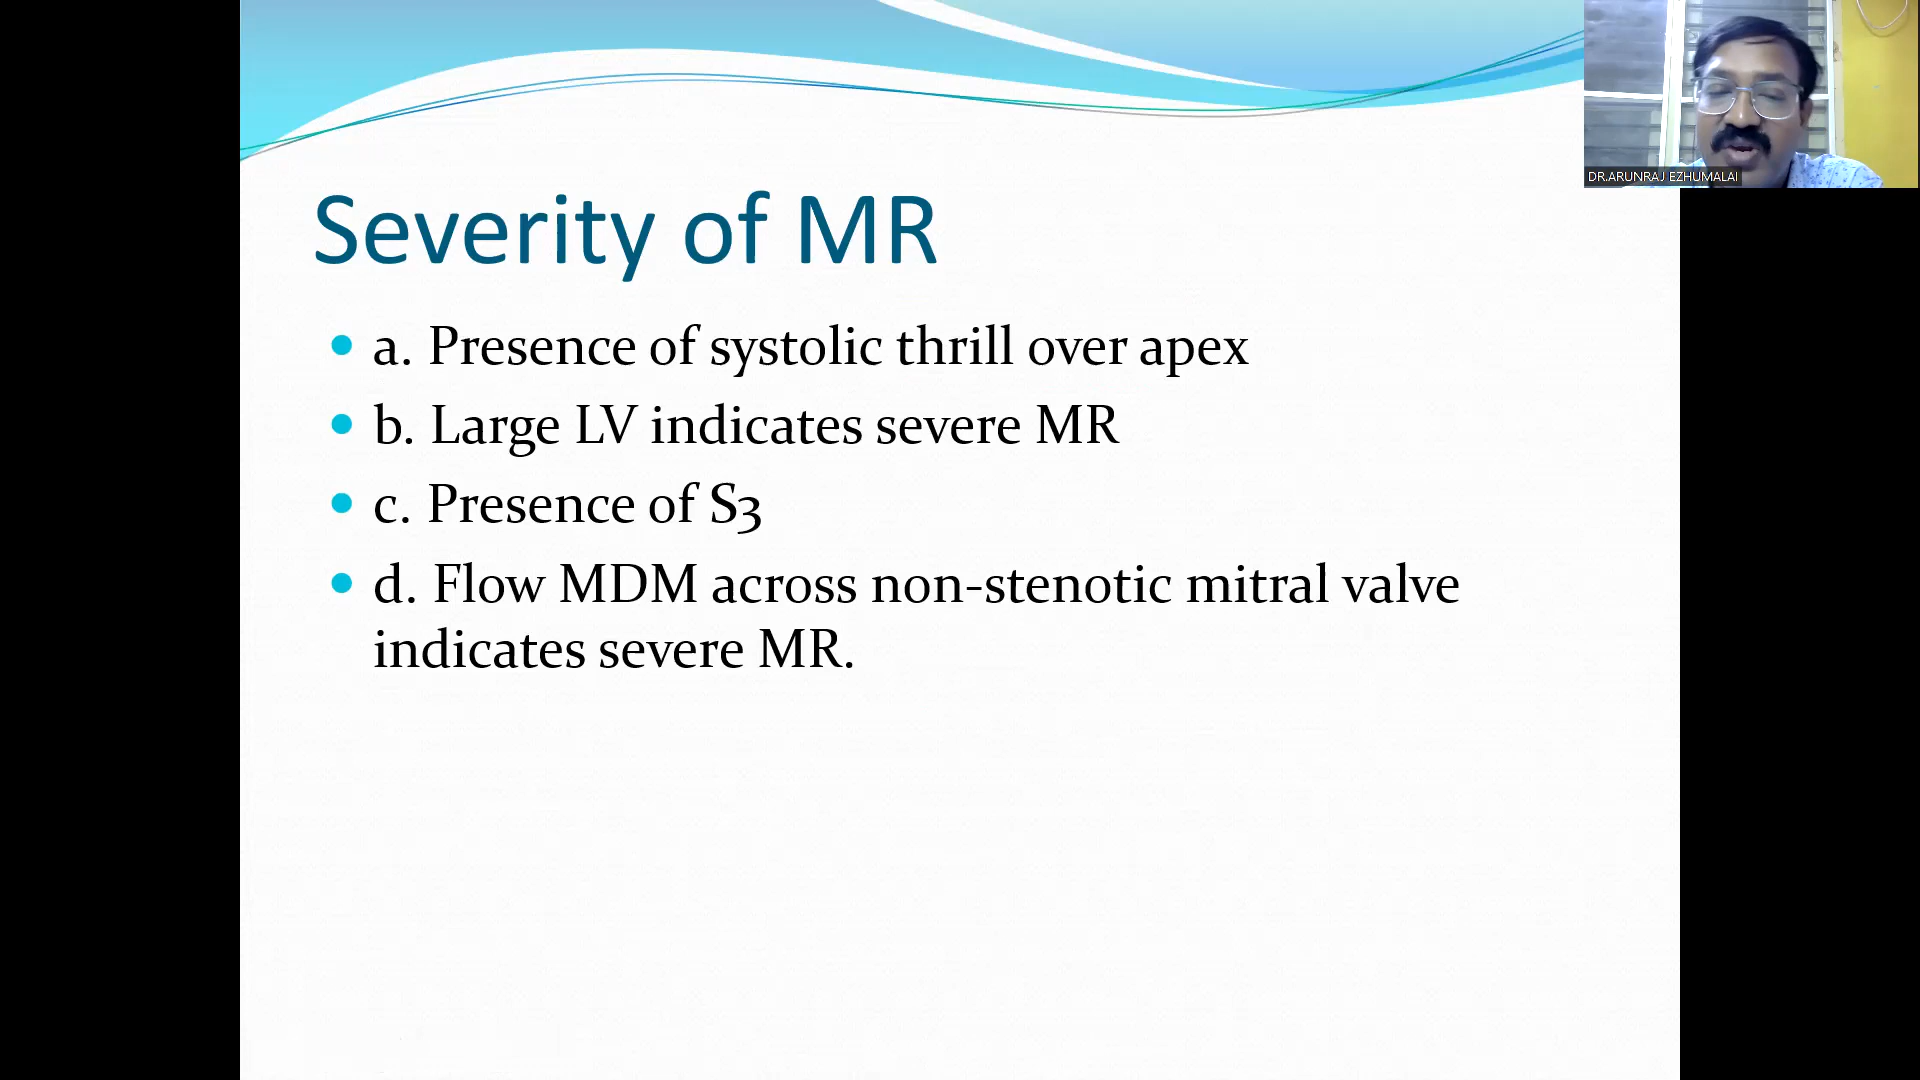 DR.ARUNRAJ EZHUMALAI
Severity of MR
• a. Presence of systolic thrill over apex
• b. Large LV indicates severe MR
• c. Presence of S3
• d. Flow MDM across non-stenotic mitral valve
indicates severe MR.